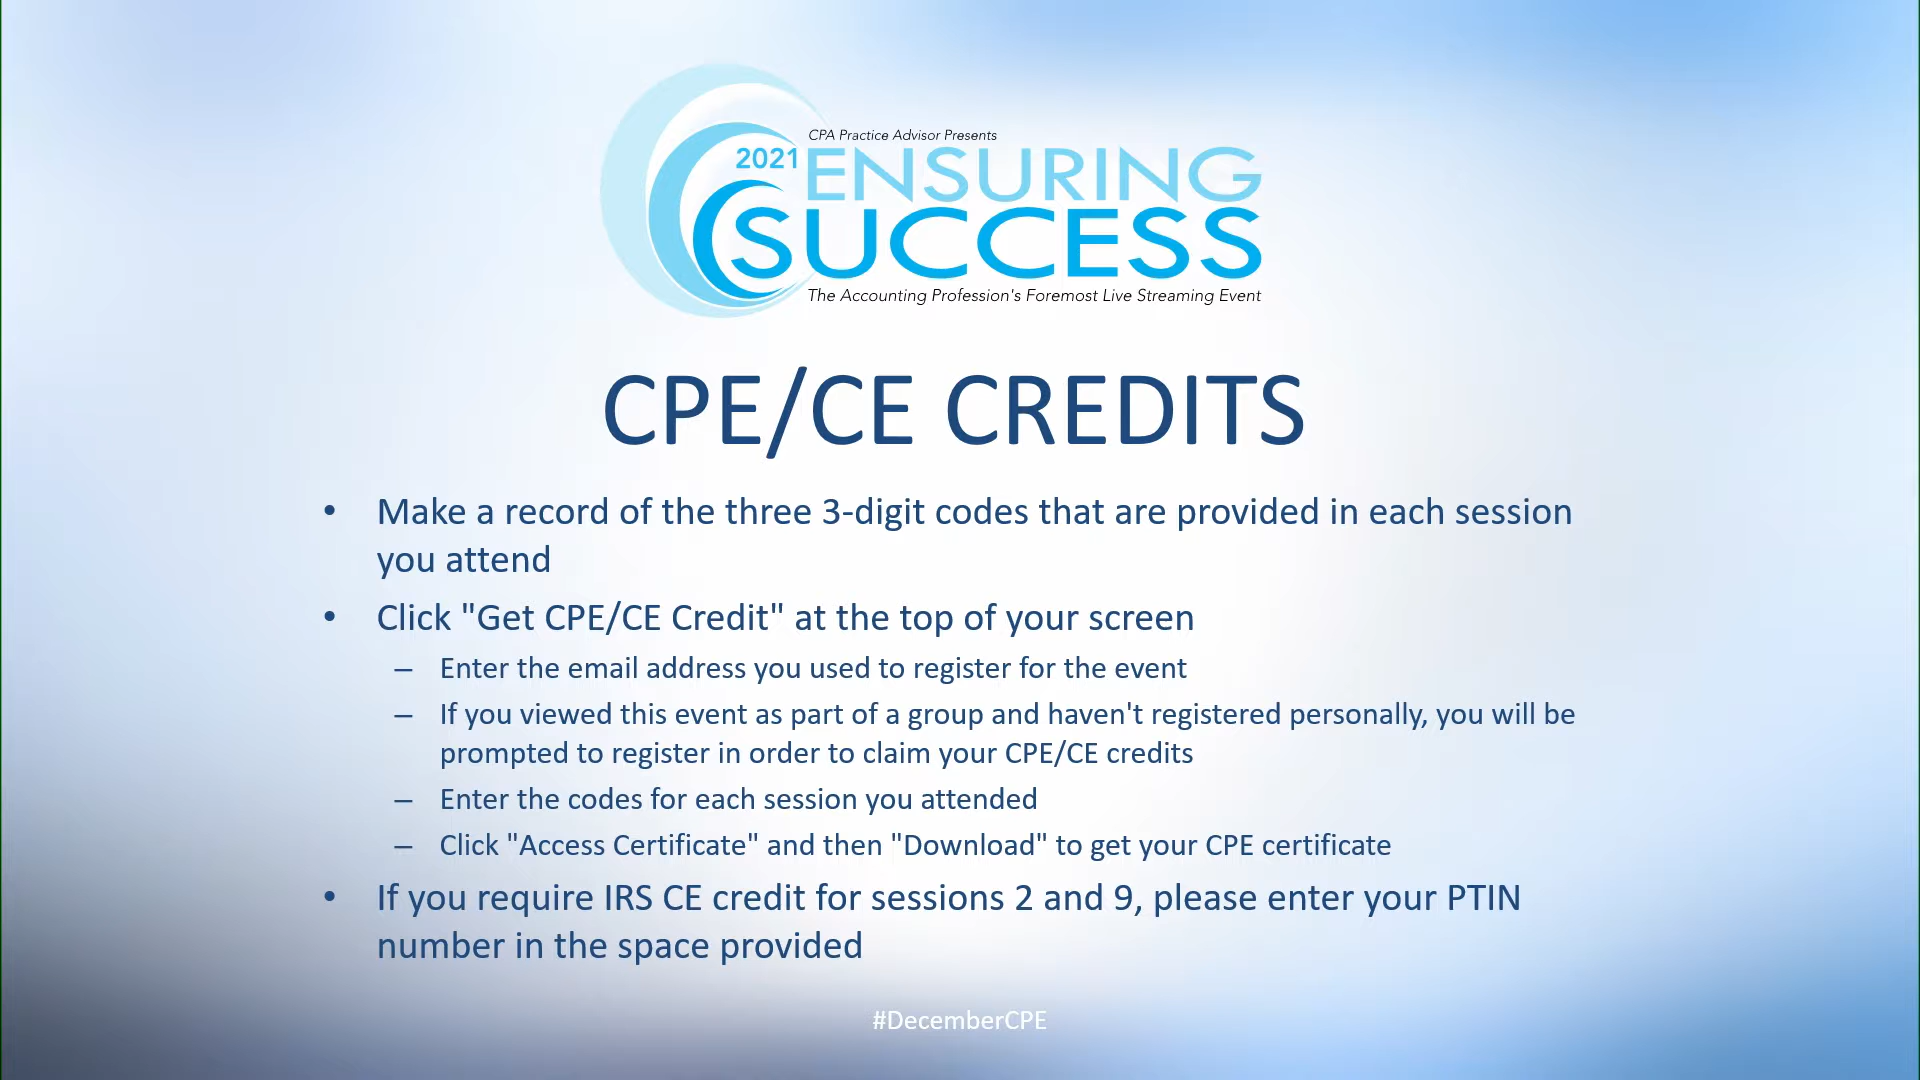 CPA Practice Advisor Presents
2021 ENSURING
SUCCESS
The Accounting Profession's Foremost Live Streaming Event
CPE/CE CREDITS
• Make a record of the three 3-digit codes that are provided in each session
you attend
• Click "Get CPE/CE Credit" at the top of your screen
– Enter the email address you used to register for the event
– If you viewed this event as part of a group and haven't registered personally, you will be
prompted to register in order to claim your CPE/CE credits
– Enter the codes for each session you attended
– Click "Access Certificate" and then "Download" to get your CPE certificate
• If you require IRS CE credit for sessions 2 and 9, please enter your PTIN
number in the space provided
#DecemberCPE